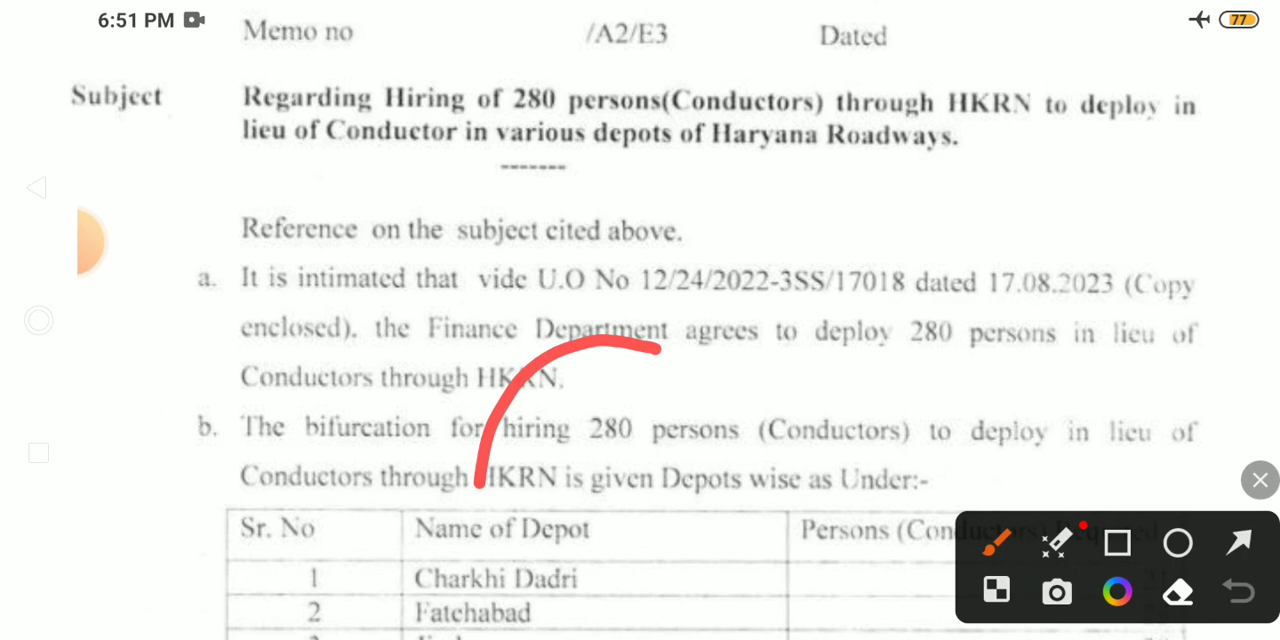 6:51 PM
77
Memo no /A2/E3 Dated
Subject Regarding Hiring of 280 persons(Conductors) through HKRN to deploy in
lieu of Conductor in various depots of Haryana Roadways.
-------
Reference on the subject cited above.
a. It is intimated that vide U.O No 12/24/2022-3SS/17018 dated 17.08.2023 (Copy
enclosed), the Finance Department agrees to deploy 280 persons in lieu of
Conductors through HKRN.
b. The bifurcation for hiring 280 persons (Conductors) to deploy in lieu of
Conductors through HKRN is given Depots wise as Under:-
Sr. No Name of Depot Persons
1 Charkhi Dadri
2 Fatehabad